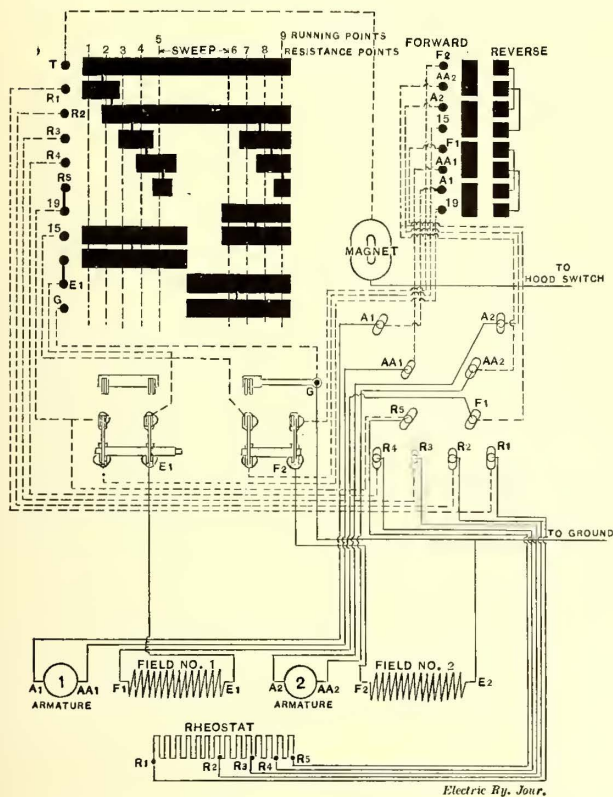 9 RUNNING POINTS
1 2 3 4 5 SWEEP 6 7 8 RESISTANCE POINTS
FORWARD
REVERSE
T
R1
R2
R3
R4
R5
19
15
E1
G
F2
AA2
A2
15
F1
AA1
A1
19
MAGNET
TO
HOOD SWITCH
A1
A2
AA1
AA2
G
R5
F1
E1
F2
R4
R3
R2
R1
TO GROUND
FIELD NO. 1
FIELD NO. 2
1
2
A1
AA1
F1
E1
A2
AA2
F2
E2
ARMATURE
ARMATURE
RHEOSTAT
R1
R2
R3
R4
R5
Electric Ry. Jour.